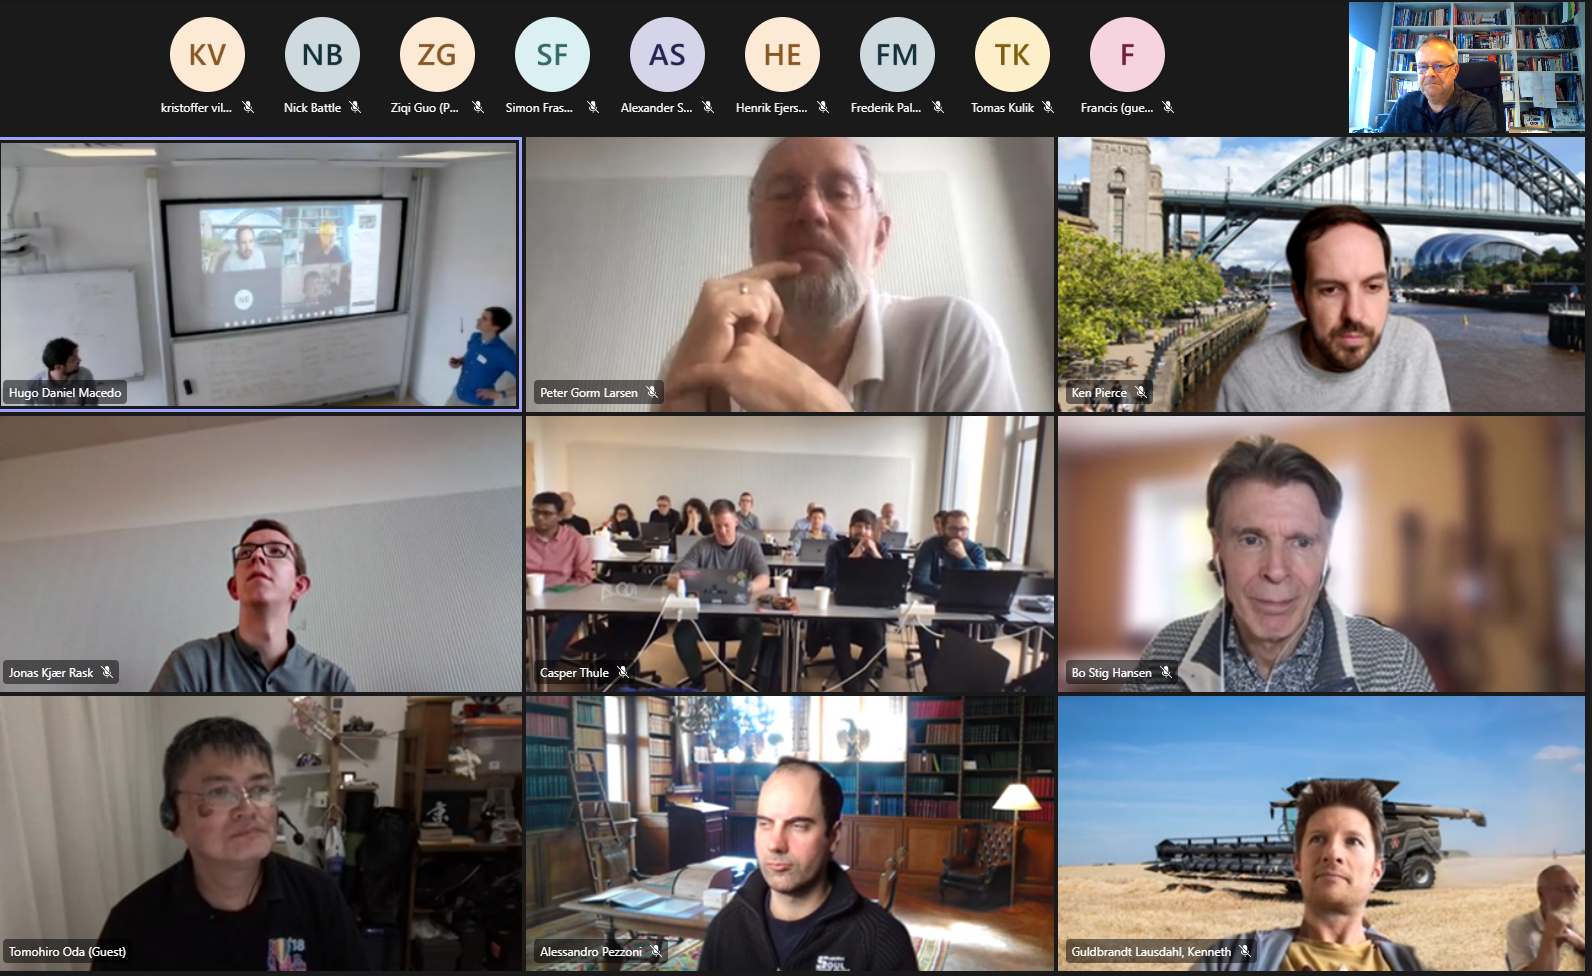 KV
NB
ZG
SF
AS
HE
FM
TK
F
kristoffer vil...
Nick Battle
Ziqi Guo (P...
Simon Fras...
Alexander S...
Henrik Ejers...
Frederik Pal...
Tomas Kulik
Francis (gue...
NB
Hugo Daniel Macedo
Peter Gorm Larsen
Ken Pierce
Jonas Kjær Rask
Casper Thule
Bo Stig Hansen
Tomohiro Oda (Guest)
Alessandro Pezzoni
SOUL
Guldbrandt Lausdahl, Kenneth